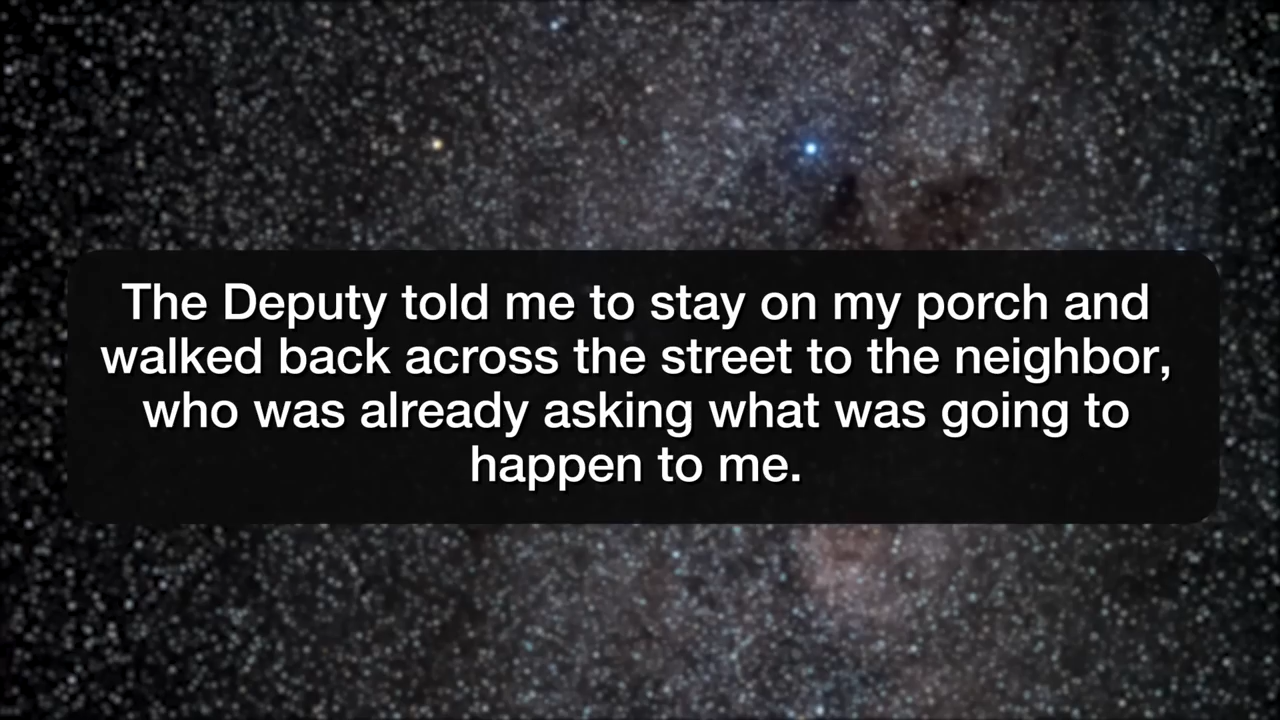 The Deputy told me to stay on my porch and
walked back across the street to the neighbor,
who was already asking what was going to
happen to me.